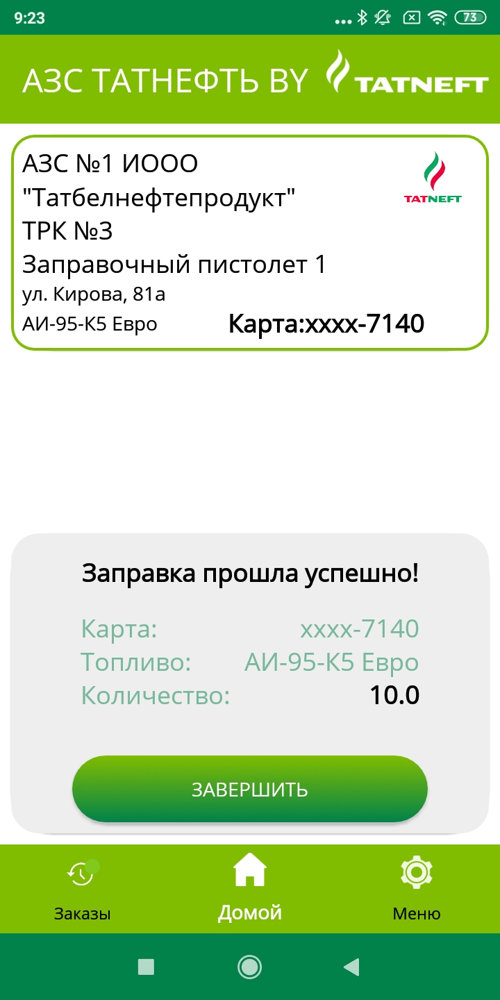 9:23
73
АЗС ТАТНЕФТЬ BY
TATNEFT
АЗС №1 ИООО
"Татбелнефтепродукт"
TATNEFT
ТРК №3
Заправочный пистолет 1
ул. Кирова, 81а
АИ-95-К5 Евро
Карта:xxxx-7140
Заправка прошла успешно!
Карта: xxxx-7140
Топливо: АИ-95-К5 Евро
Количество: 10.0
ЗАВЕРШИТЬ
Заказы
Домой
Меню